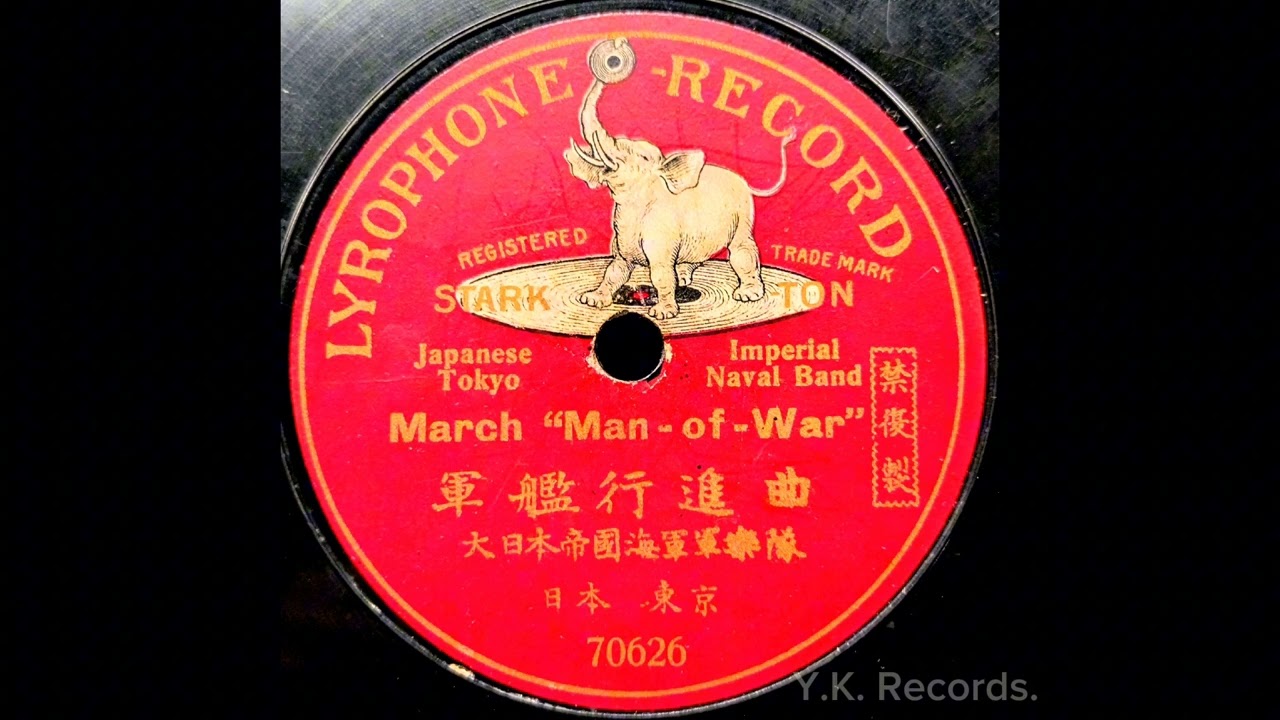 LYROPHONE-RECORD
REGISTERED TRADE MARK
STARK -TON
Japanese Imperial
Tokyo Naval Band
March “Man-of-War”
禁復製
軍艦行進曲
大日本帝國海軍軍樂隊
日本 東京
70626
Y.K. Records.